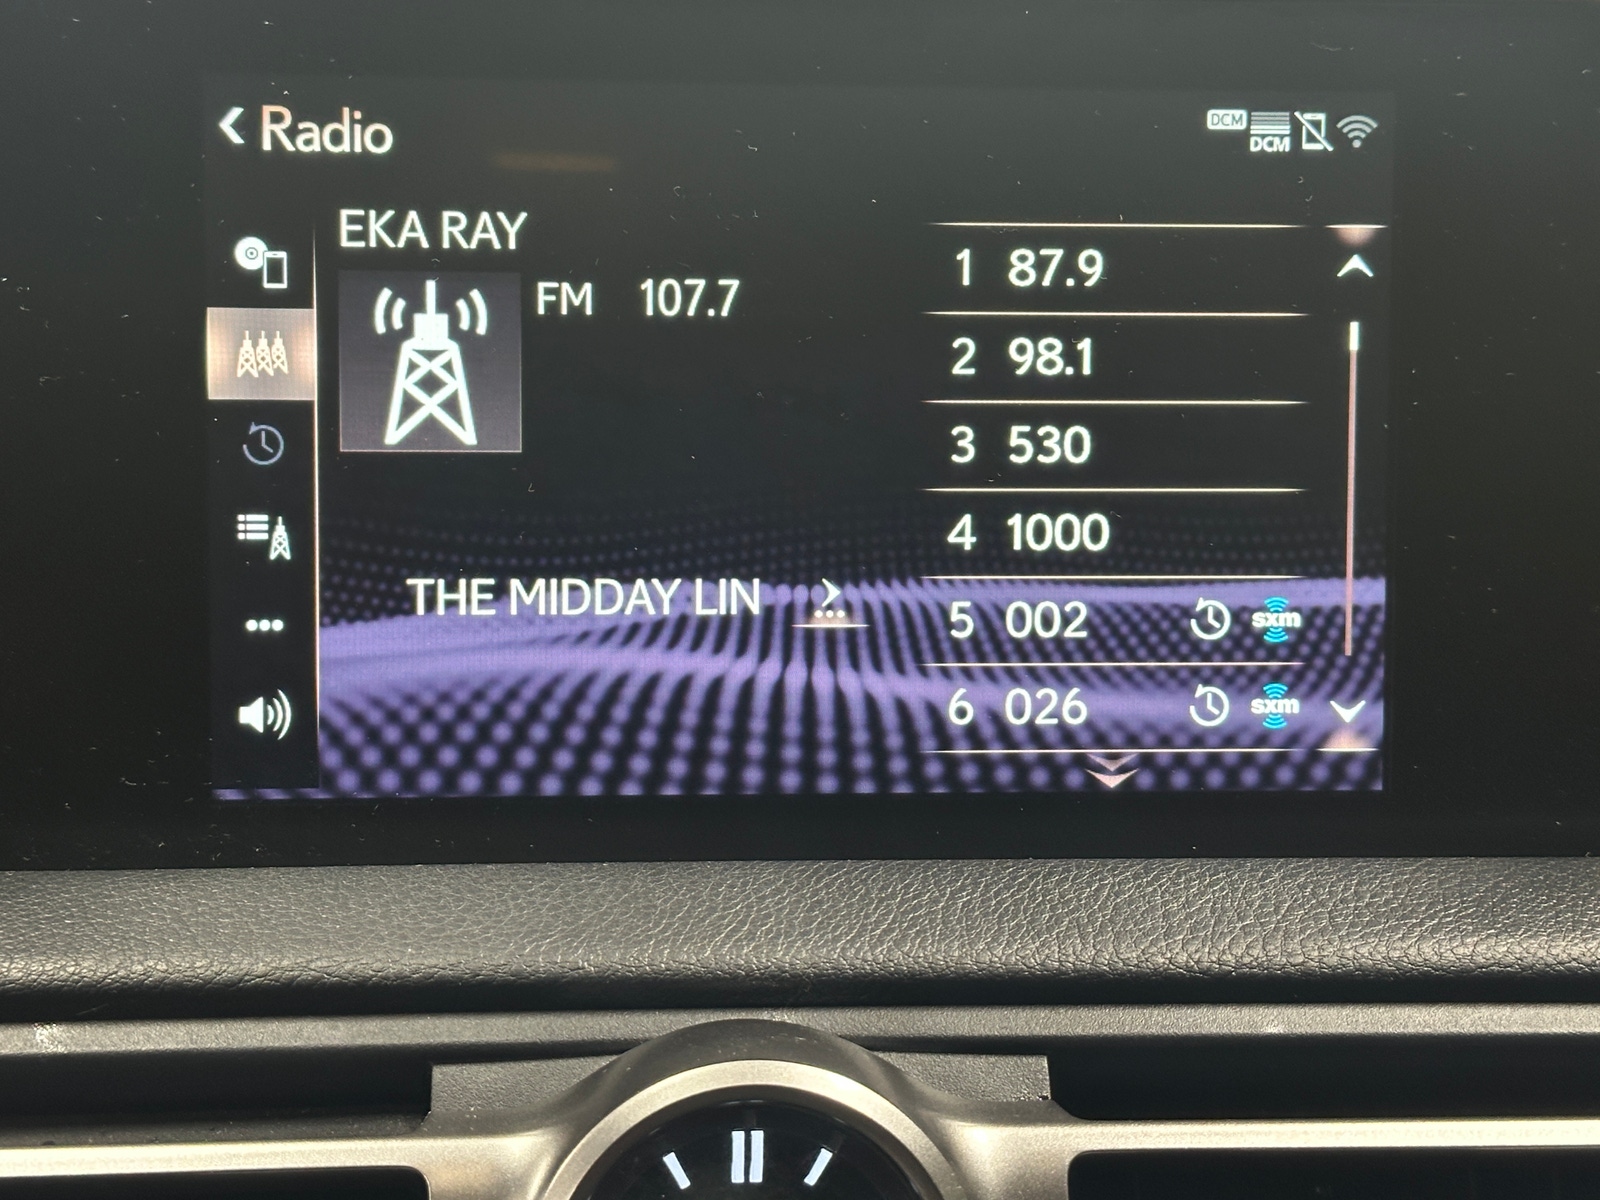 Radio
DCM
DCM
EKA RAY
FM 107.7
THE MIDDAY LIN
1 87.9
2 98.1
3 530
4 1000
5 002 sxm
6 026 sxm